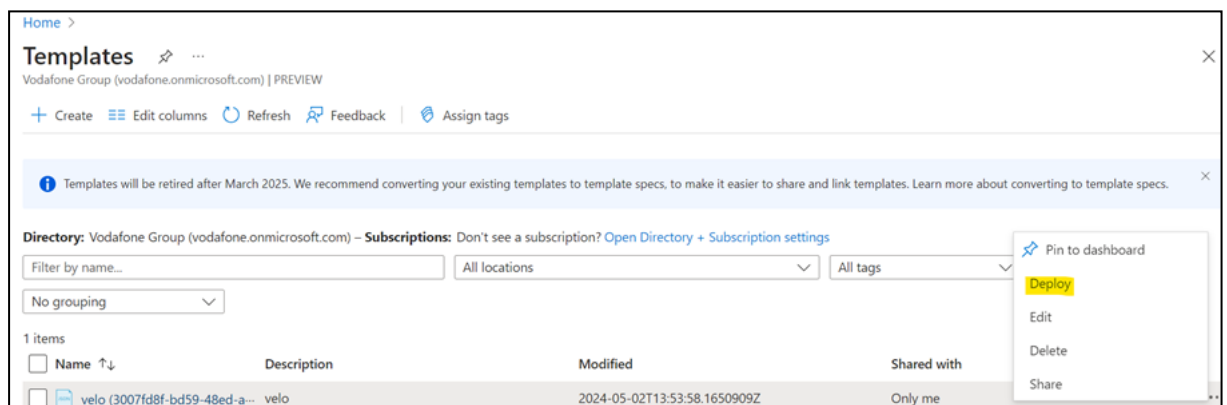 Home >
Templates ...
Vodafone Group (vodafone.onmicrosoft.com) | PREVIEW
+ Create Edit columns Refresh Feedback Assign tags
Templates will be retired after March 2025. We recommend converting your existing templates to template specs, to make it easier to share and link templates. Learn more about converting to template specs.
Directory: Vodafone Group (vodafone.onmicrosoft.com) – Subscriptions: Don't see a subscription? Open Directory + Subscription settings
Filter by name... All locations All tags
No grouping
Pin to dashboard
Deploy
Edit
Delete
Share
1 items
Name ↑↓ Description Modified Shared with
velo (3007fd8f-bd59-48ed-a... velo 2024-05-02T13:53:58.1650909Z Only me